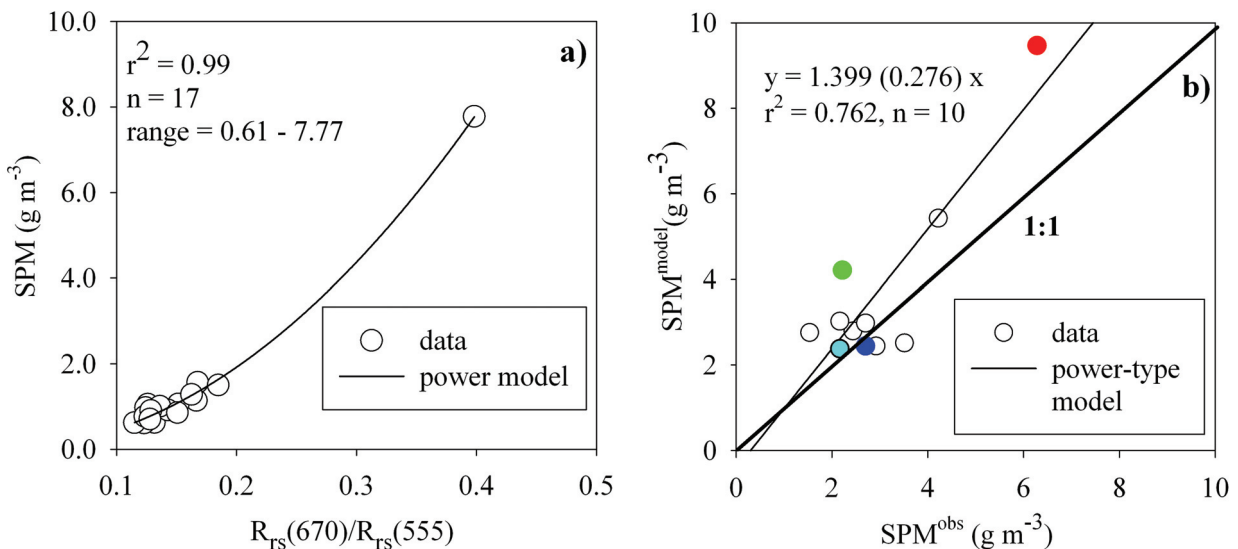 a)
r² = 0.99
n = 17
range = 0.61 - 7.77
10.0
8.0
6.0
4.0
2.0
0.0
SPM (g m⁻³)
data
power model
0.1 0.2 0.3 0.4 0.5
Rrs(670)/Rrs(555)
b)
y = 1.399 (0.276) x
r² = 0.762, n = 10
1:1
10
8
6
4
2
0
SPM^model(g m⁻³)
data
power-type
model
0 2 4 6 8 10
SPM^obs (g m⁻³)